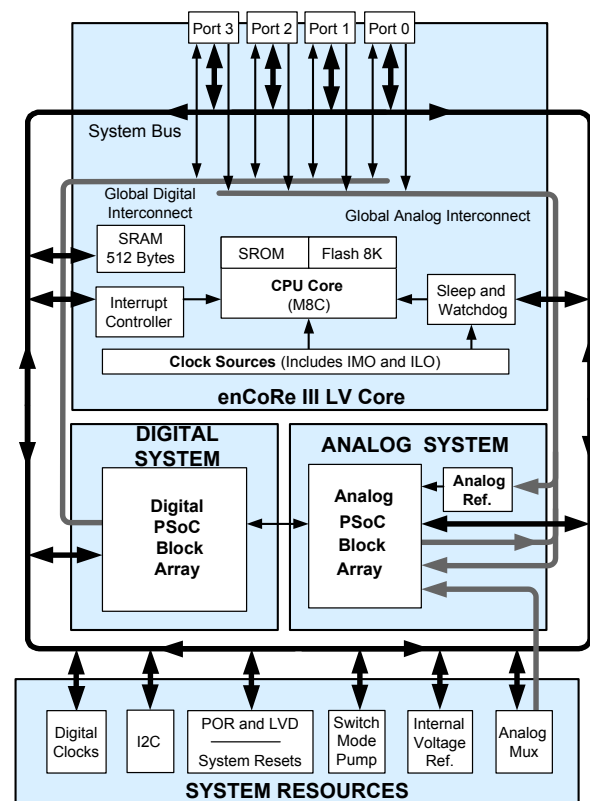 Port 3
Port 2
Port 1
Port 0
System Bus
Global Digital
Interconnect
Global Analog Interconnect
SRAM
512 Bytes
SROM
Flash 8K
CPU Core
(M8C)
Interrupt
Controller
Sleep and
Watchdog
Clock Sources (Includes IMO and ILO)
enCoRe III LV Core
DIGITAL
SYSTEM
ANALOG SYSTEM
Digital
PSoC
Block
Array
Analog
PSoC
Block
Array
Analog
Ref.
Digital
Clocks
I2C
POR and LVD
System Resets
Switch
Mode
Pump
Internal
Voltage
Ref.
Analog
Mux
SYSTEM RESOURCES